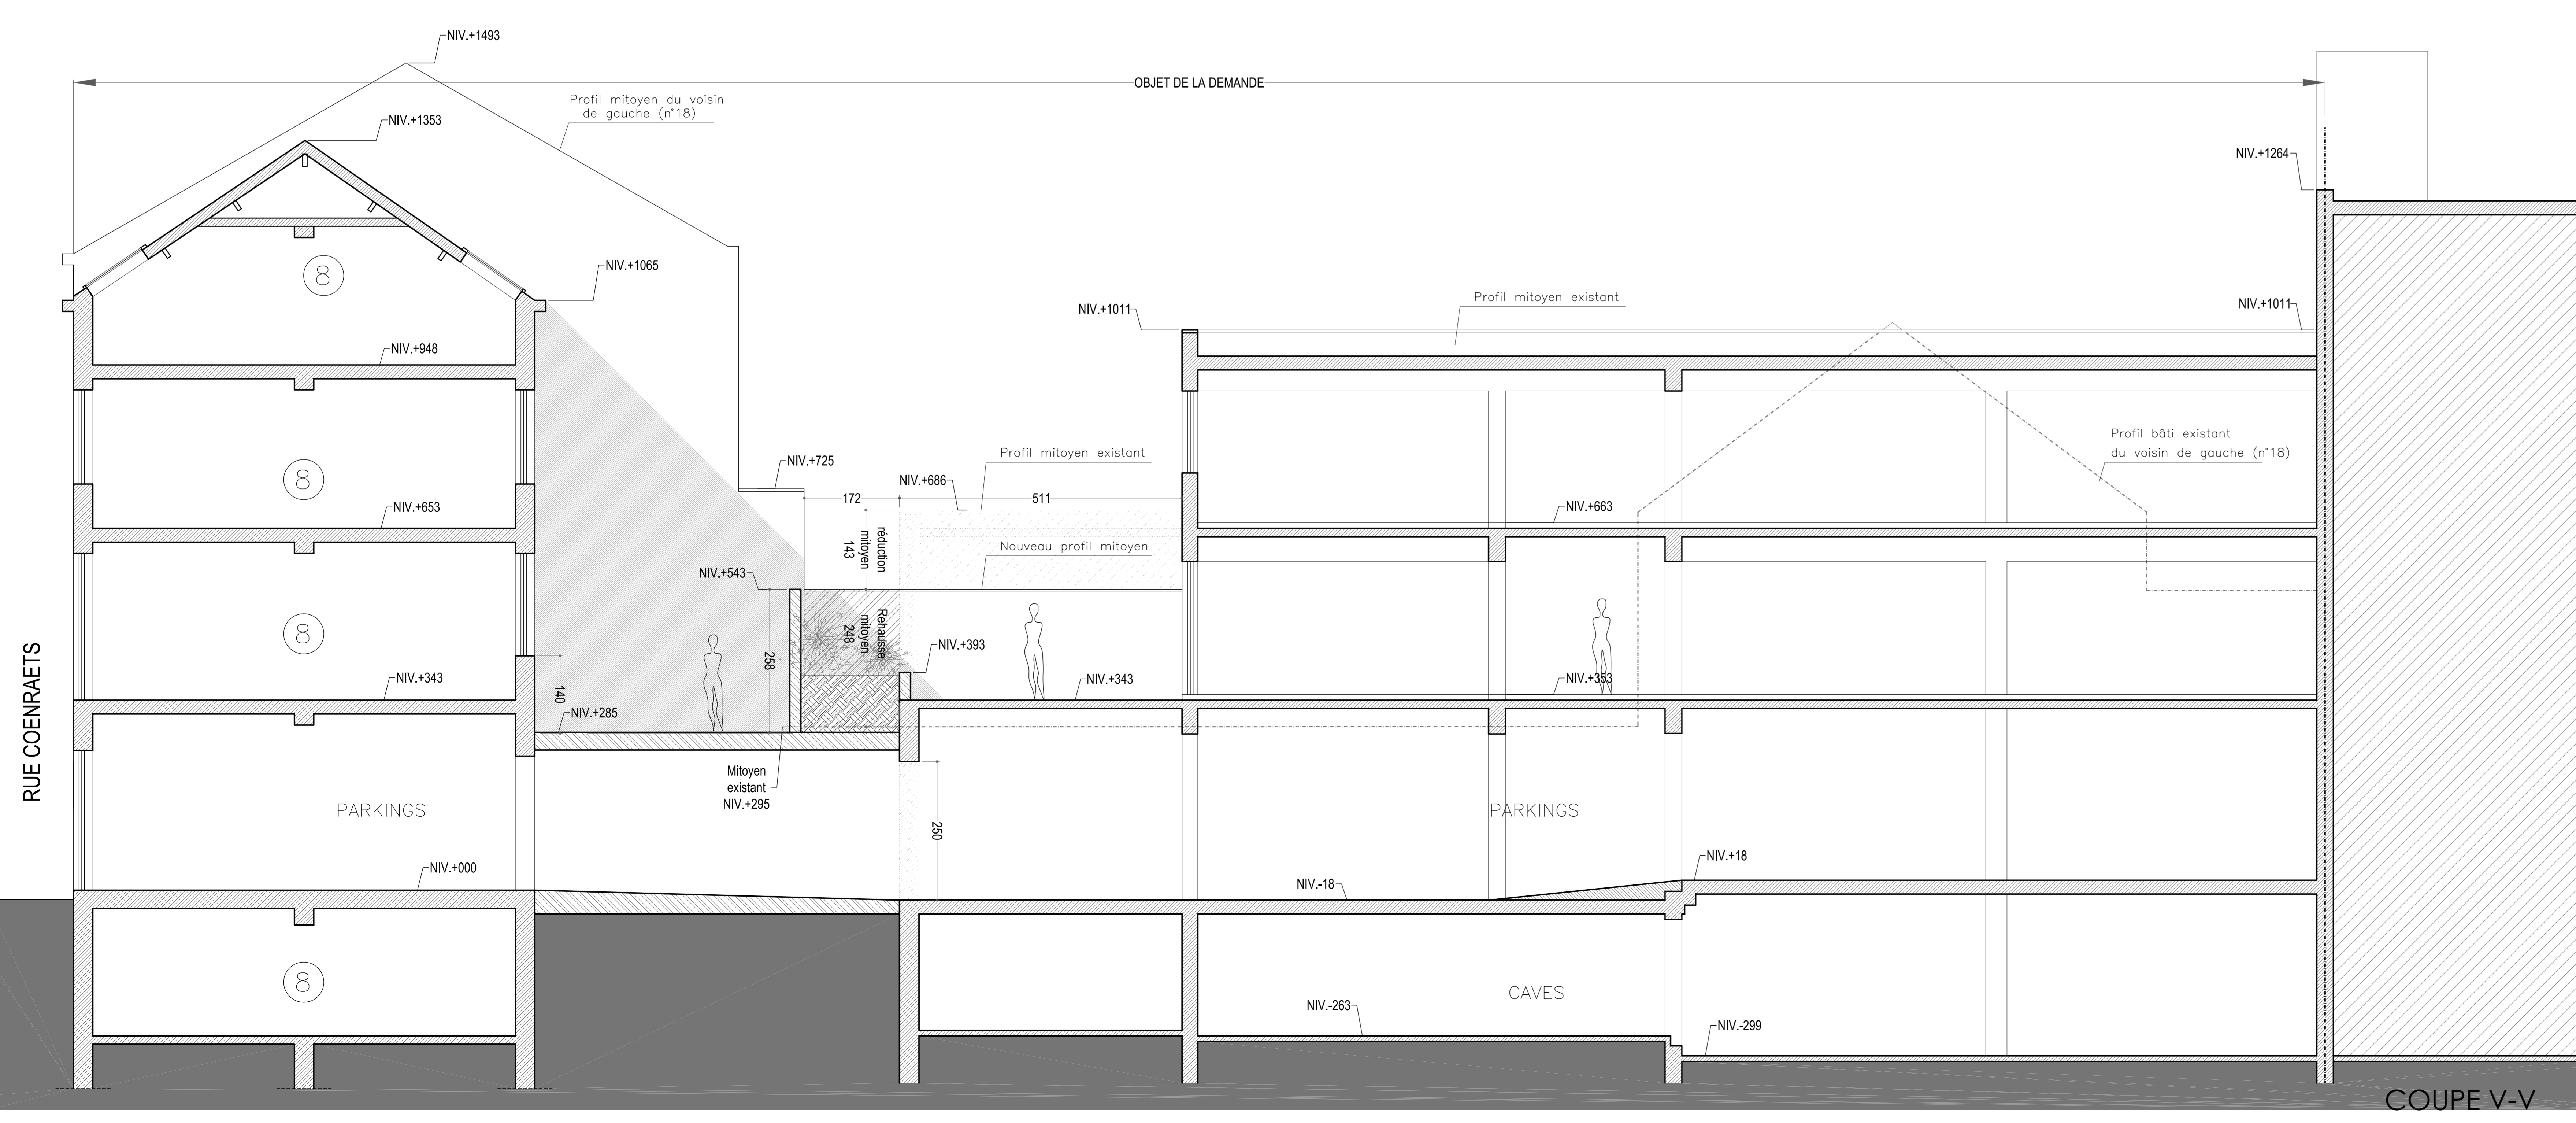 NIV.+1493
OBJET DE LA DEMANDE
Profil mitoyen du voisin
de gauche (n°18)
NIV.+1353
NIV.+1264
NIV.+1065
8
Profil mitoyen existant
NIV.+1011
NIV.+1011
NIV.+948
Profil bâti existant
du voisin de gauche (n°18)
Profil mitoyen existant
NIV.+725
NIV.+686
8
172
511
NIV.+653
NIV.+663
réduction
mitoyen
143
Nouveau profil mitoyen
NIV.+543
8
Rehausse
mitoyen
248
258
NIV.+393
NIV.+343
NIV.+343
NIV.+353
140
NIV.+285
RUE COENRAETS
Mitoyen
existant
NIV.+295
PARKINGS
250
PARKINGS
NIV.+000
NIV.+18
NIV.-18
8
CAVES
NIV.-263
NIV.-299
COUPE V-V